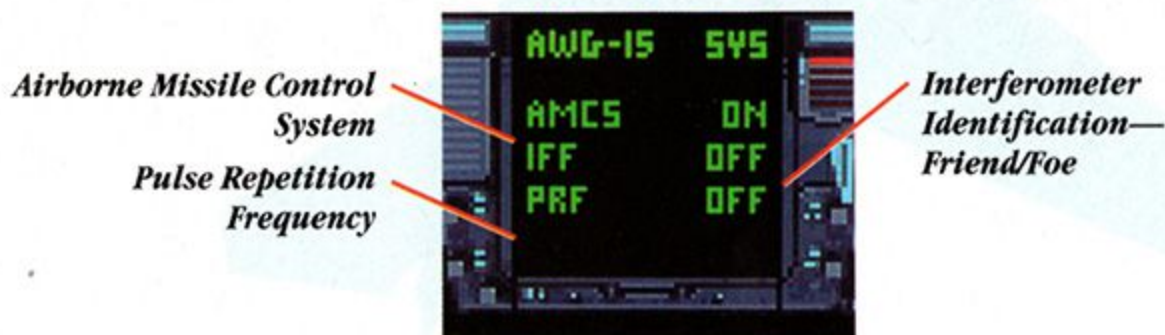 Airborne Missile Control
System
Pulse Repetition
Frequency
AWG-15 SYS
AMCS ON
IFF OFF
PRF OFF
Interferometer
Identification—
Friend/Foe